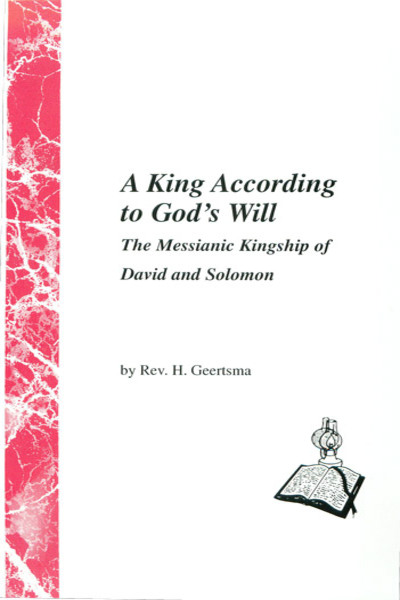 A King According
to God's Will
The Messianic Kingship of
David and Solomon
by Rev. H. Geertsma